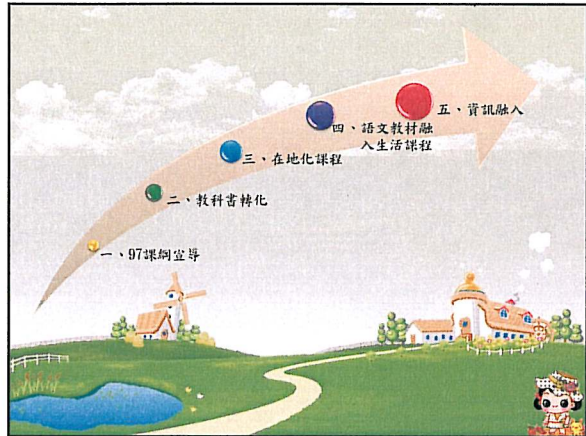 五、資訊融入
四、語文教材融
入生活課程
三、在地化課程
二、教科書轉化
一、97課綱宣導